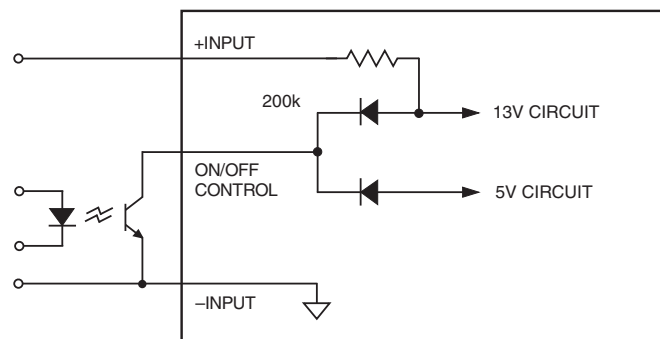 +INPUT
200k
13V CIRCUIT
ON/OFF
CONTROL
5V CIRCUIT
–INPUT